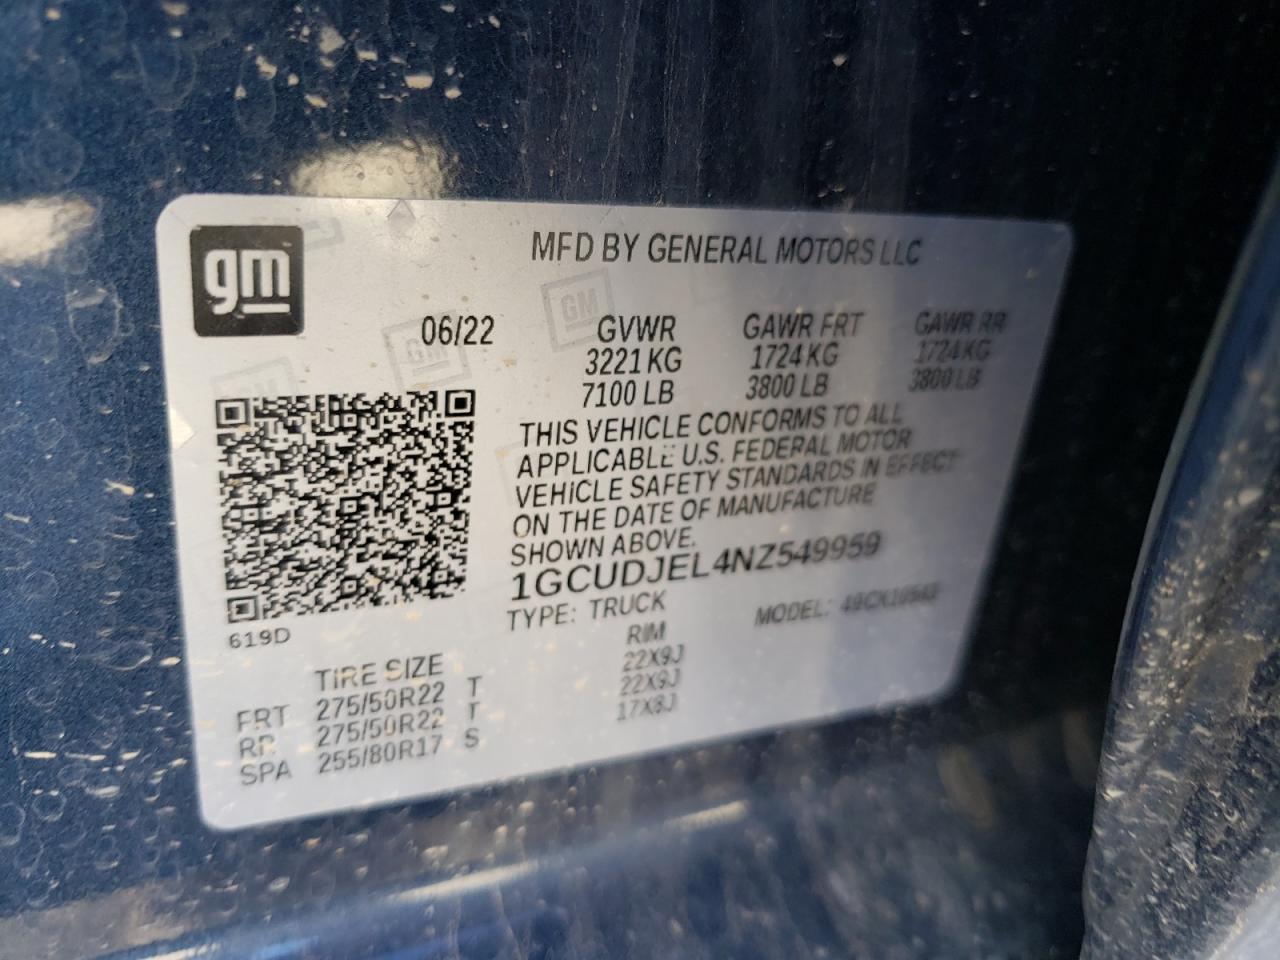 gm
MFD BY GENERAL MOTORS LLC
06/22 GVWR GAWR FRT GAWR RR
3221 KG 1724 KG 1724 KG
7100 LB 3800 LB 3800 LB
THIS VEHICLE CONFORMS TO ALL
APPLICABLE U.S. FEDERAL MOTOR
VEHICLE SAFETY STANDARDS IN EFFECT
ON THE DATE OF MANUFACTURE
SHOWN ABOVE.
1GCUDJEL4NZ549959
TYPE: TRUCK MODEL:
619D
TIRE SIZE RIM
FRT 275/50R22 T 22X9J
RR 275/50R22 T 22X9J
SPA 255/80R17 S 17X8J
GM
GM
GM